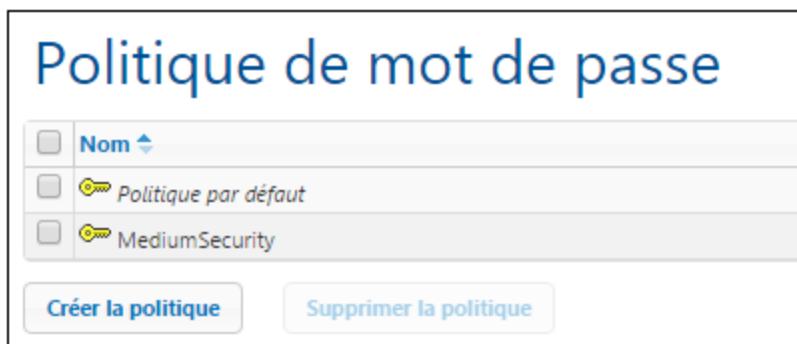 Politique de mot de passe
Nom
Politique par défaut
MediumSecurity
Créer la politique Supprimer la politique